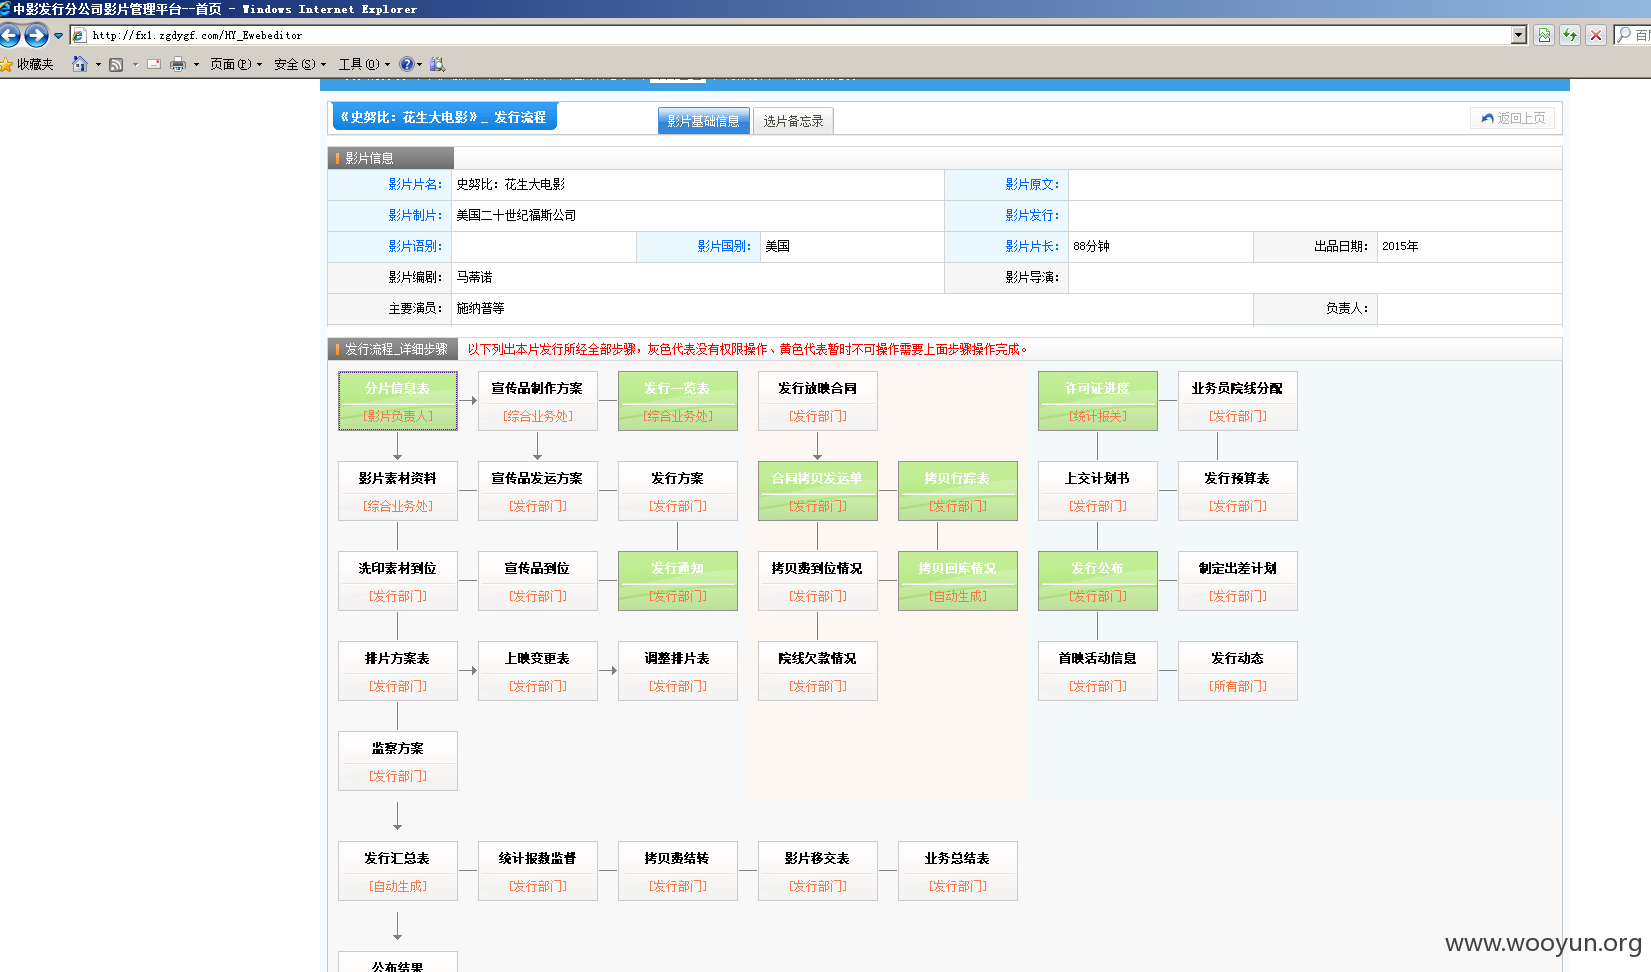 中影发行分公司影片管理平台--首页 - Windows Internet Explorer
http://fx1.zgdygf.com/HY_Ewebeditor
百度
收藏夹 页面(P) 安全(S) 工具(O)
《史努比：花生大电影》_ 发行流程 影片基础信息 选片备忘录 返回上页
影片信息
影片片名： 史努比：花生大电影 影片原文：
影片制片： 美国二十世纪福斯公司 影片发行：
影片语别： 影片国别： 美国 影片片长： 88分钟 出品日期： 2015年
影片编剧： 马蒂诺 影片导演：
主要演员： 施纳普等 负责人：
发行流程_详细步骤 以下列出本片发行所经全部步骤，灰色代表没有权限操作、黄色代表暂时不可操作需要上面步骤操作完成。
分片信息表 宣传品制作方案 发行一览表 发行放映合同 许可证进度 业务员院线分配
[影片负责人] [综合业务处] [综合业务处] [发行部门] [统计报关] [发行部门]
影片素材资料 宣传品发运方案 发行方案 合同拷贝发运单 拷贝行踪表 上交计划书 发行预算表
[综合业务处] [发行部门] [发行部门] [发行部门] [发行部门] [发行部门] [发行部门]
洗印素材到位 宣传品到位 发行通知 拷贝费到位情况 拷贝回库情况 发行公布 制定出差计划
[发行部门] [发行部门] [发行部门] [发行部门] [自动生成] [发行部门] [发行部门]
排片方案表 上映变更表 调整排片表 院线欠款情况 首映活动信息 发行动态
[发行部门] [发行部门] [发行部门] [发行部门] [发行部门] [所有部门]
监察方案
[发行部门]
发行汇总表 统计报数监督 拷贝费结转 影片移交表 业务总结表
[自动生成] [发行部门] [发行部门] [发行部门] [发行部门]
公布结果
www.wooyun.org